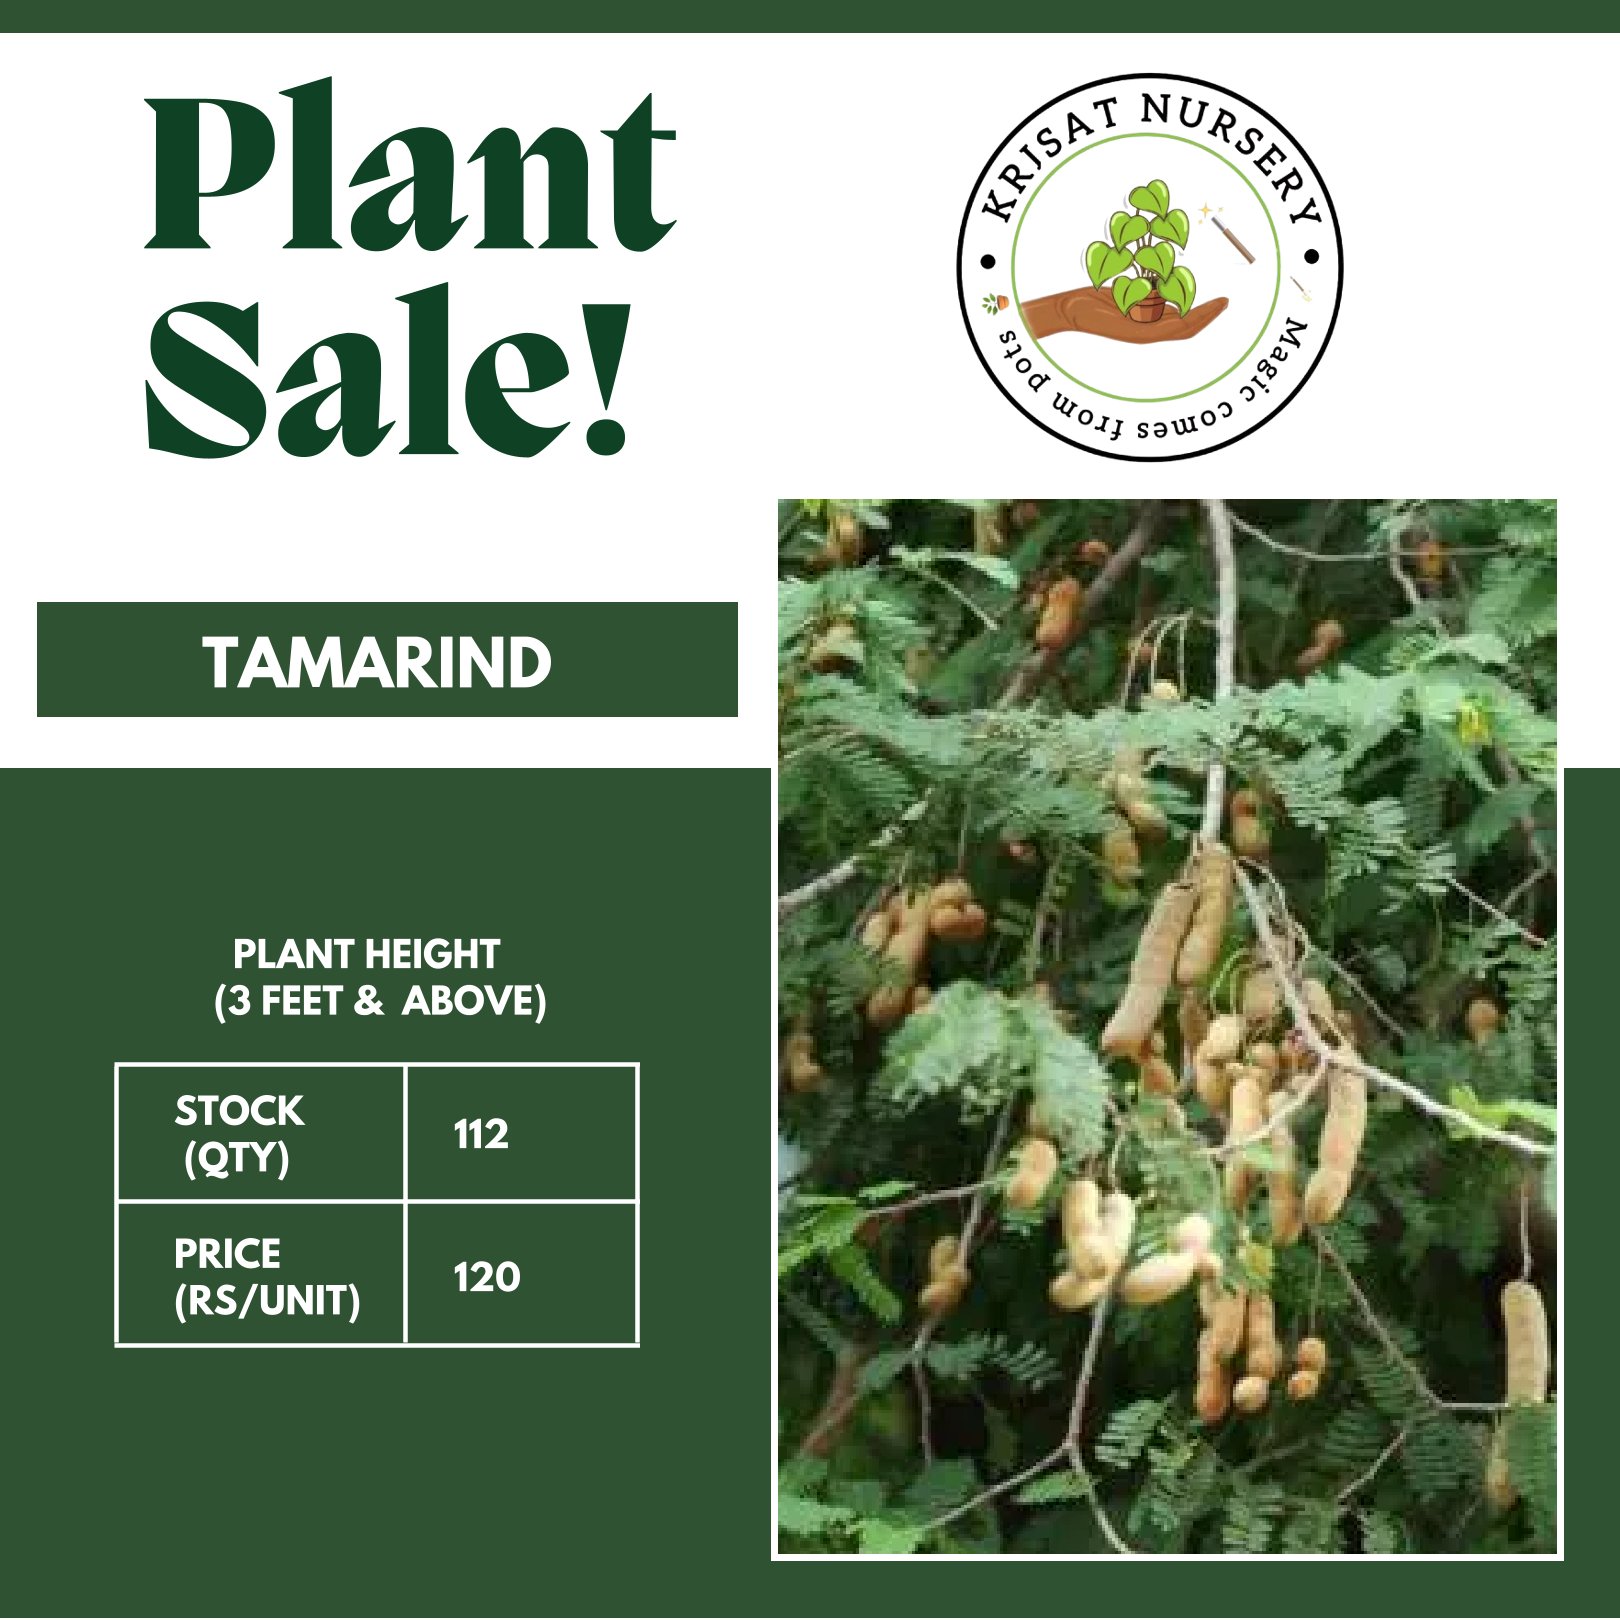 Plant
Sale!
KRJSAT NURSERY
Magic comes from pots
TAMARIND
PLANT HEIGHT
(3 FEET & ABOVE)
STOCK
(QTY)
112
PRICE
(RS/UNIT)
120